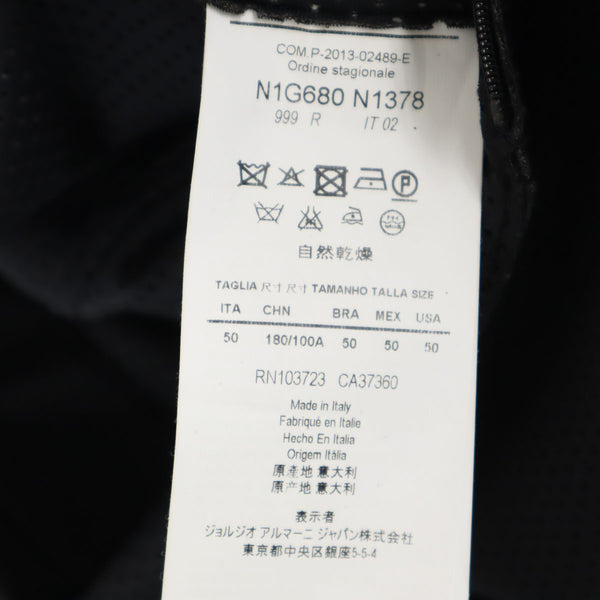 COM.P-2013-02489-E
Ordine stagionale
N1G680 N1378
999 R IT 02
P
自然乾燥
TAGLIA 尺寸 尺寸 TAMANHO TALLA SIZE
ITA CHN BRA MEX USA
50 180/100A 50 50 50
RN103723 CA37360
Made in Italy
Fabriqué en Italie
Hecho En Italia
Origem Itália
原產地 意大利
原产地 意大利
表示者
ジョルジオ アルマーニ ジャパン株式会社
東京都中央区銀座5-5-4